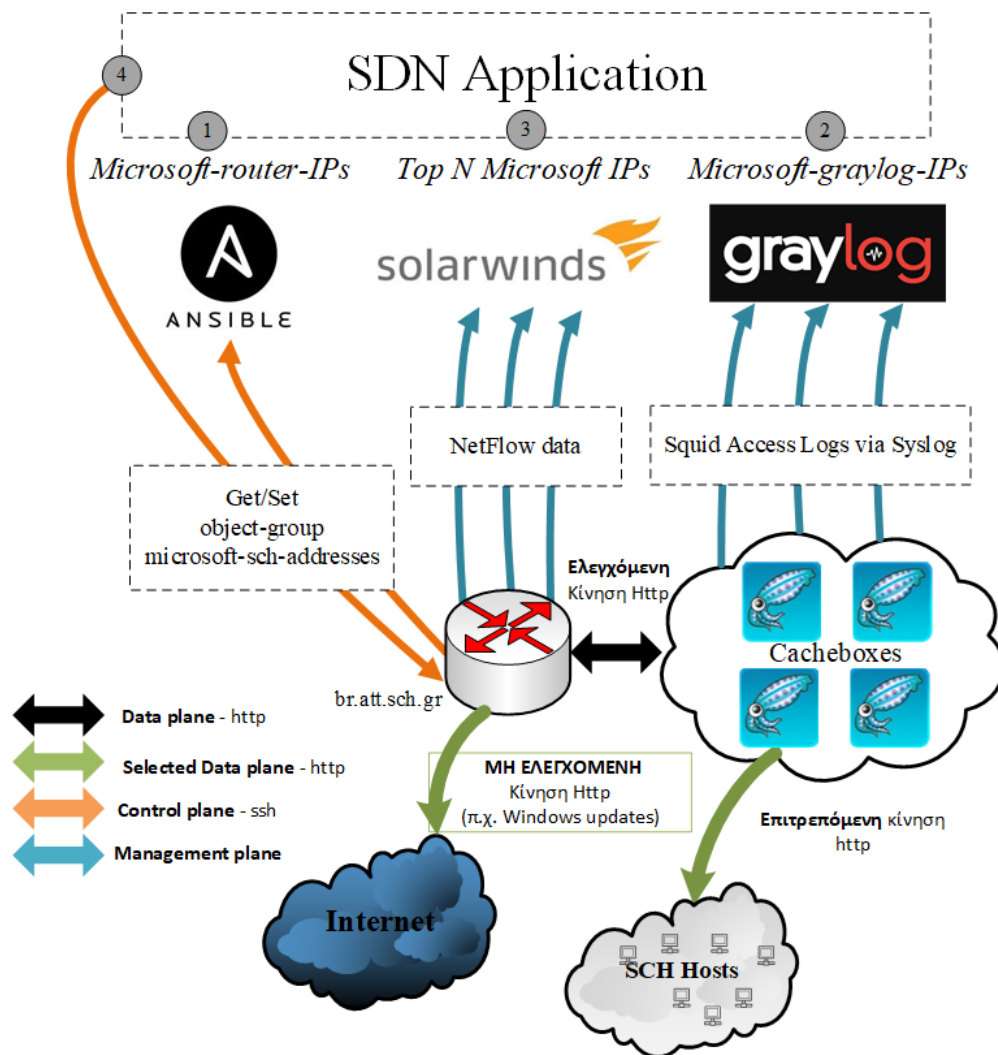 SDN Application
4
1
3
2
Microsoft-router-IPs
Top N Microsoft IPs
Microsoft-graylog-IPs
ANSIBLE
solarwinds
graylog
NetFlow data
Squid Access Logs via Syslog
Get/Set
object-group
microsoft-sch-addresses
Ελεγχόμενη
Κίνηση Http
Cacheboxes
br.att.sch.gr
Data plane - http
Selected Data plane - http
Control plane - ssh
Management plane
ΜΗ ΕΛΕΓΧΟΜΕΝΗ
Κίνηση Http
(π.χ. Windows updates)
Επιτρεπόμενη κίνηση
http
Internet
SCH Hosts